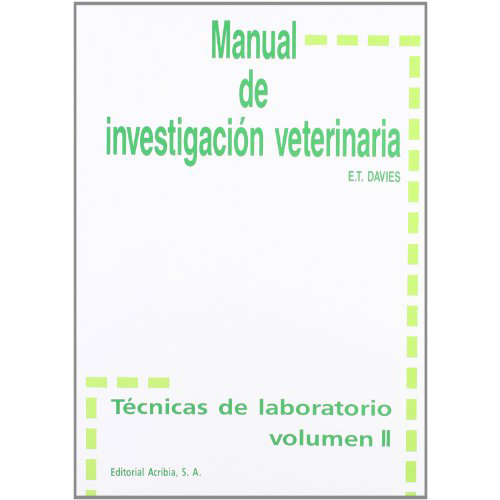 Manual
de
investigación veterinaria
E.T. DAVIES
Técnicas de laboratorio
volumen II
Editorial Acribia, S. A.